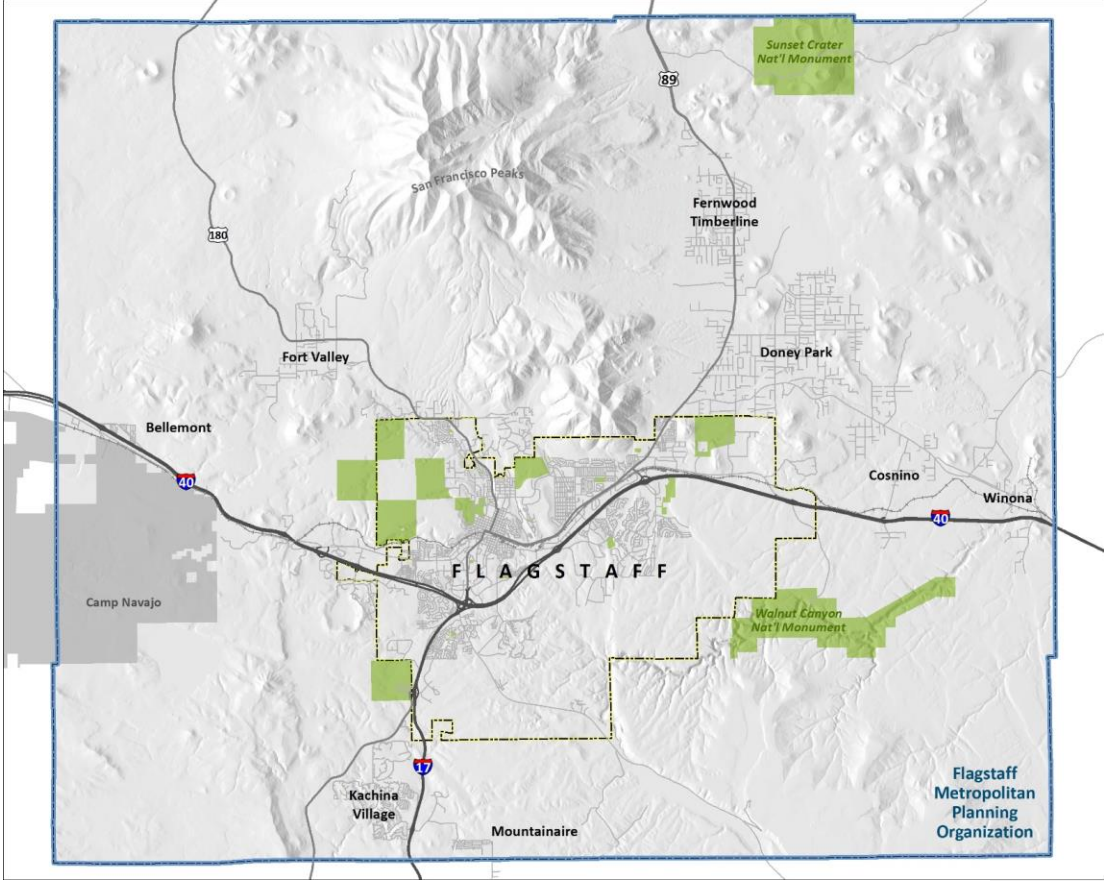 Sunset Crater
Nat'l Monument
89
San Francisco Peaks
Fernwood
Timberline
180
Fort Valley
Doney Park
Bellemont
40
Cosnino
Winona
40
FLAGSTAFF
Camp Navajo
Walnut Canyon
Nat'l Monument
17
Kachina
Village
Mountainaire
Flagstaff
Metropolitan
Planning
Organization